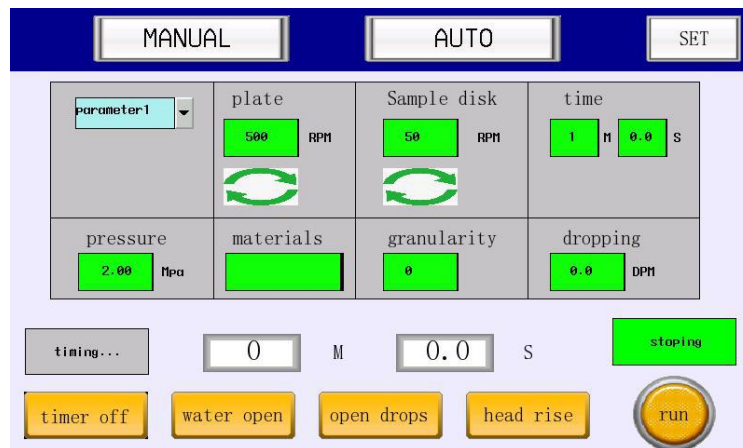 MANUAL AUTO SET
parameter1 plate Sample disk time
500 RPM 50 RPM 1 M 0.0 S
pressure materials granularity dropping
2.00 Mpa 0 0.0 DPM
timing... 0 M 0.0 S stoping
timer off water open open drops head rise run